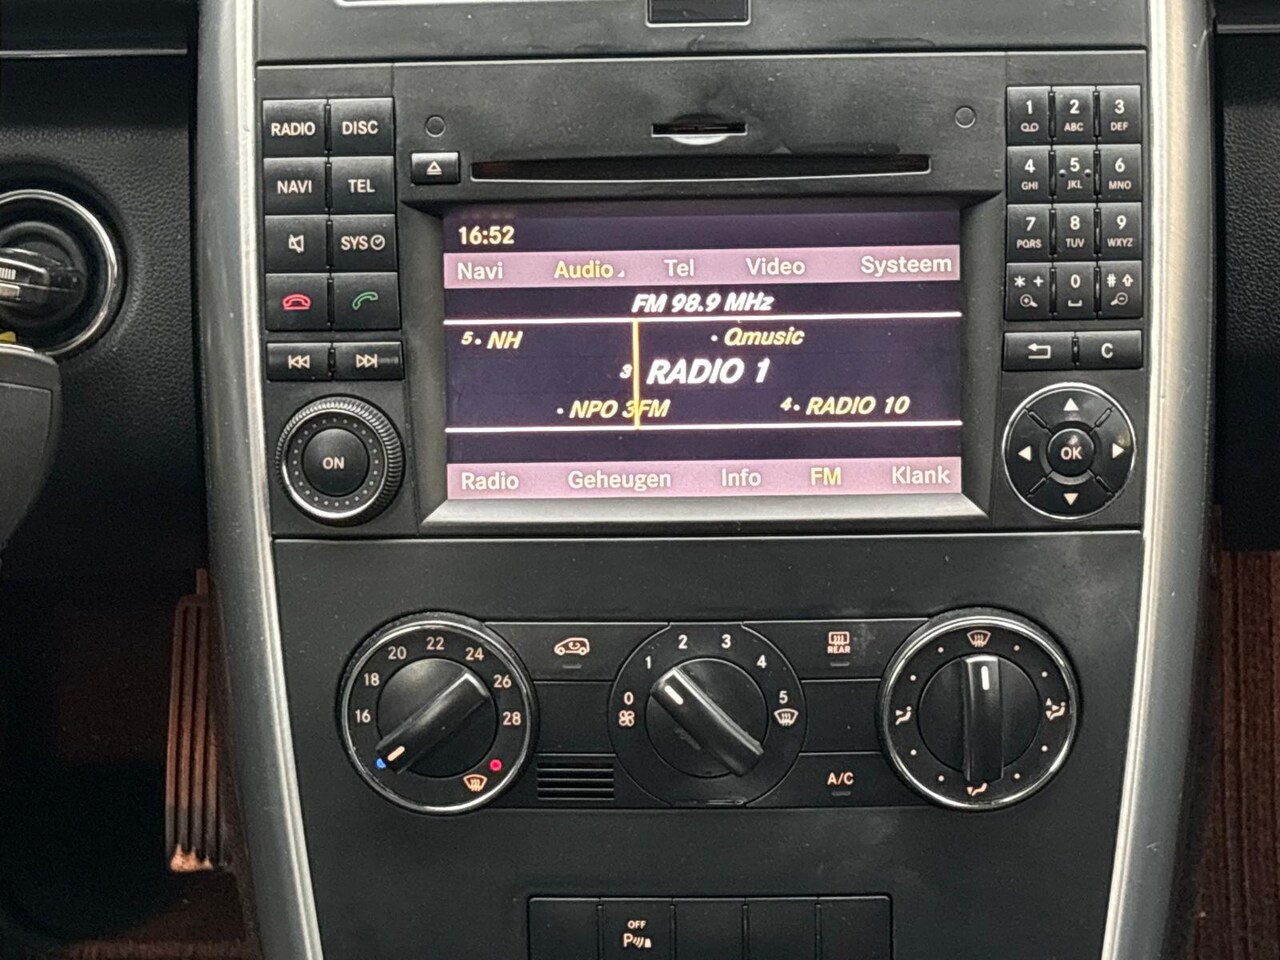 RADIO DISC
NAVI TEL
SYS
ON
16:52
Navi Audio Tel Video Systeem
FM 98.9 MHz
5 • NH • Qmusic
3 RADIO 1
• NPO 3FM 4 • RADIO 10
Radio Geheugen Info FM Klank
1 2 3
ABC DEF
4 5 6
GHI JKL MNO
7 8 9
PQRS TUV WXYZ
* + 0 #
C
OK
16 18 20 22 24 26 28
0 1 2 3 4 5
REAR
A/C
OFF
P